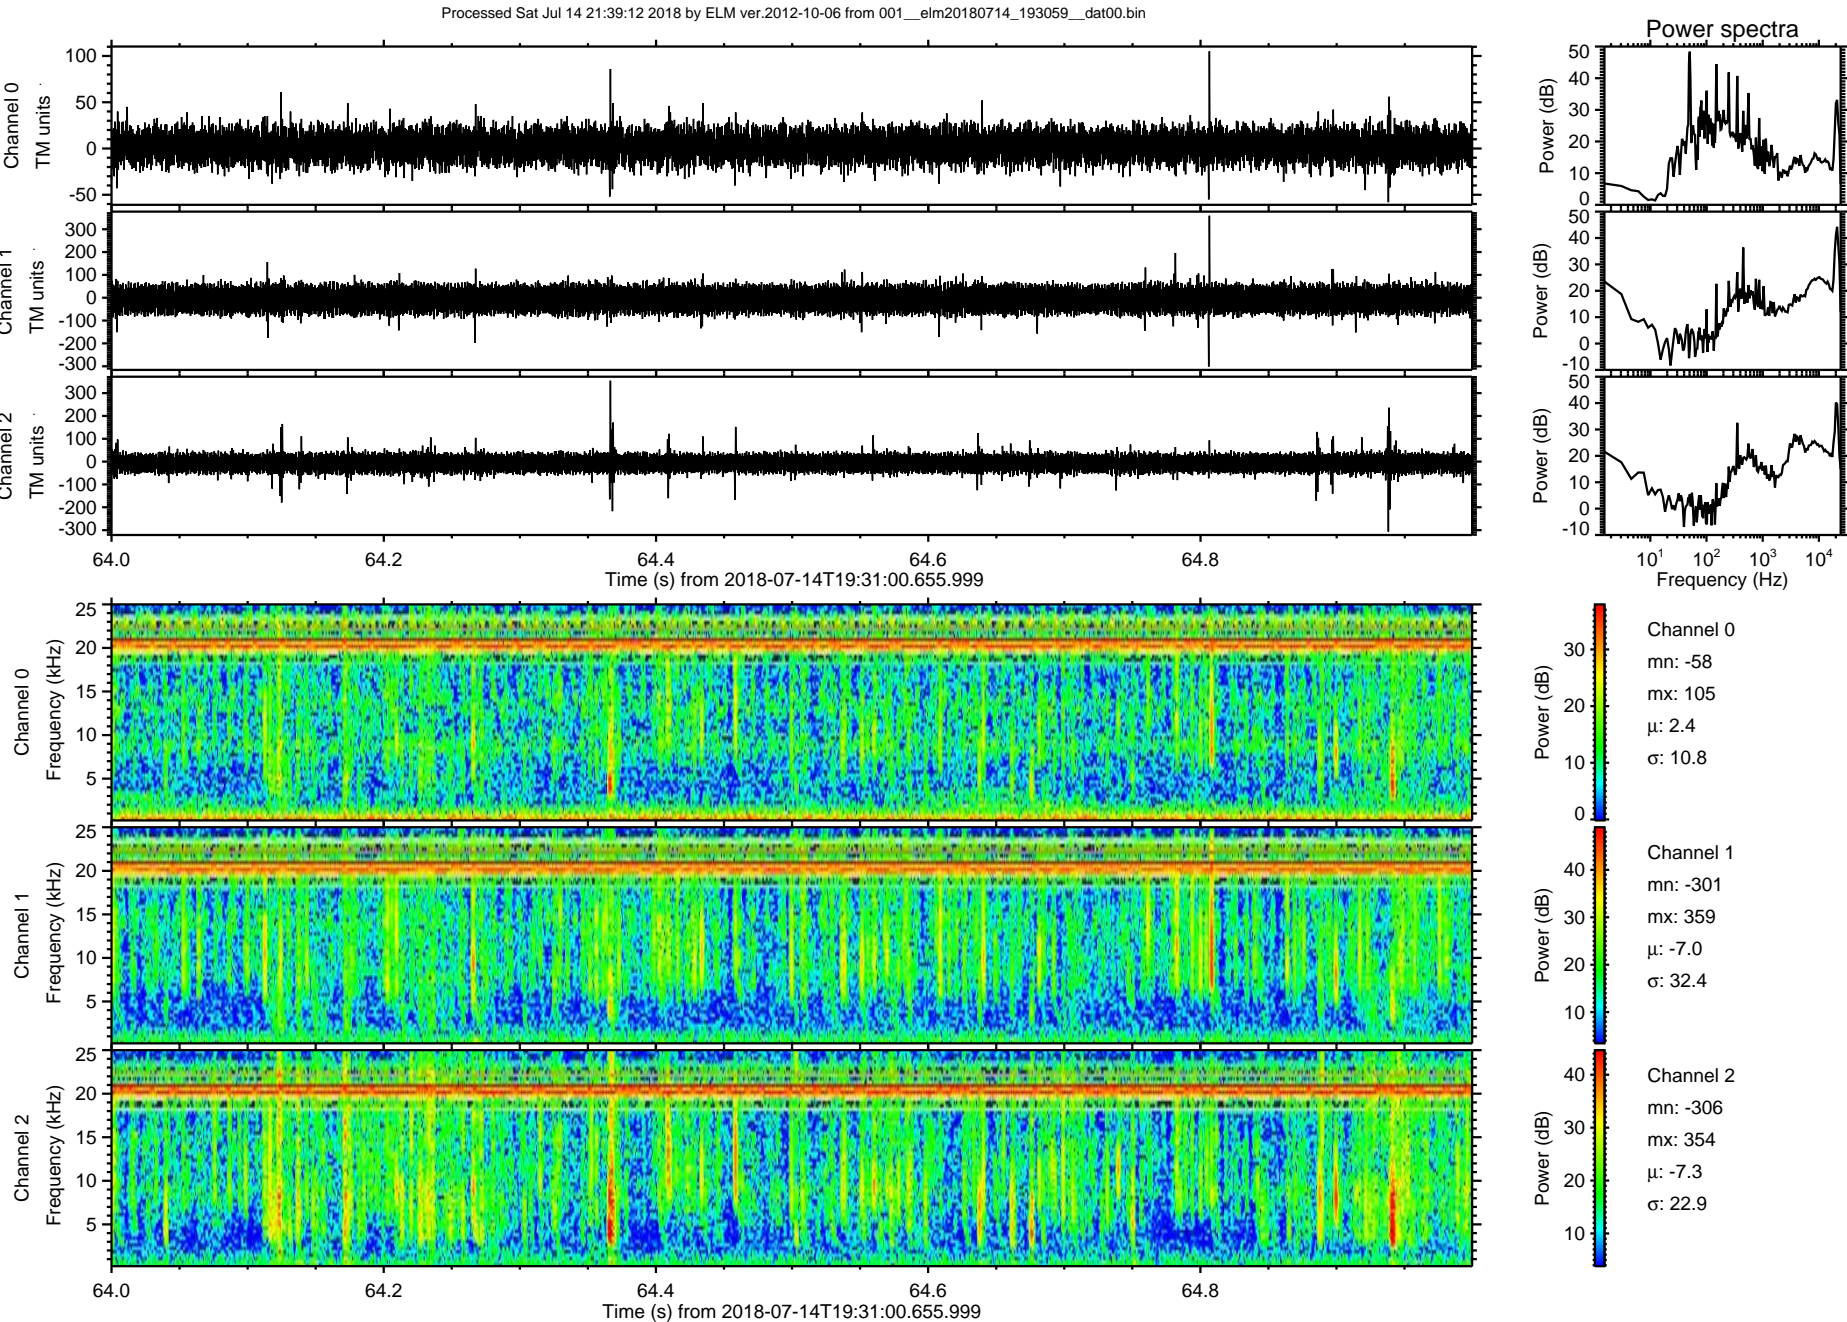 Processed Sat Jul 14 21:39:12 2018 by ELM ver.2012-10-06 from 001__elm20180714_193059__dat00.bin
Power spectra
Channel 0
TM units
100
50
0
-50
Power (dB)
50
40
30
20
10
0
Channel 1
TM units
300
200
100
0
-100
-200
-300
Power (dB)
50
40
30
20
10
0
-10
Channel 2
TM units
300
200
100
0
-100
-200
-300
Power (dB)
50
40
30
20
10
0
-10
64.0 64.2 64.4 64.6 64.8
Time (s) from 2018-07-14T19:31:00.655.999
10¹ 10² 10³ 10⁴
Frequency (Hz)
Channel 0
Frequency (kHz)
25
20
15
10
5
Power (dB)
30
20
10
0
Channel 0
mn: -58
mx: 105
μ: 2.4
σ: 10.8
Channel 1
Frequency (kHz)
25
20
15
10
5
Power (dB)
40
30
20
10
Channel 1
mn: -301
mx: 359
μ: -7.0
σ: 32.4
Channel 2
Frequency (kHz)
25
20
15
10
5
Power (dB)
40
30
20
10
Channel 2
mn: -306
mx: 354
μ: -7.3
σ: 22.9
64.0 64.2 64.4 64.6 64.8
Time (s) from 2018-07-14T19:31:00.655.999